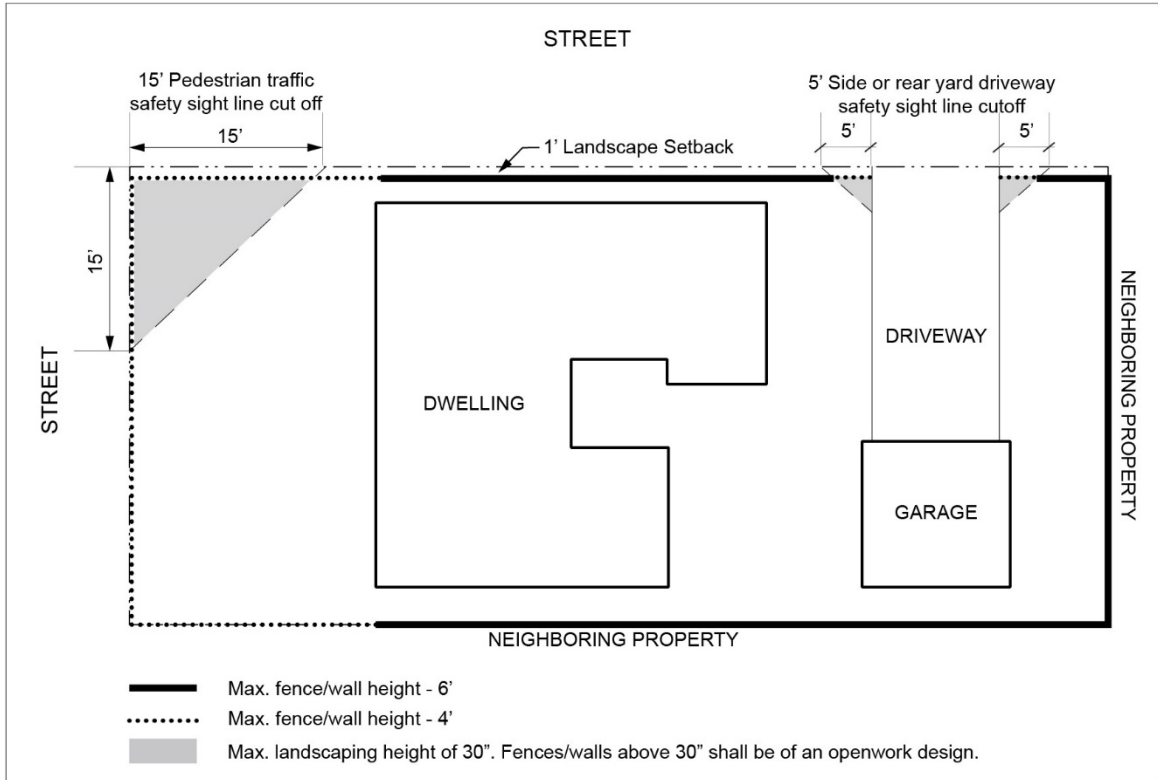 STREET
15’ Pedestrian traffic
safety sight line cut off
15’
5’ Side or rear yard driveway
safety sight line cutoff
5’
5’
1’ Landscape Setback
15’
STREET
DWELLING
DRIVEWAY
GARAGE
NEIGHBORING PROPERTY
NEIGHBORING PROPERTY
Max. fence/wall height - 6’
Max. fence/wall height - 4’
Max. landscaping height of 30”. Fences/walls above 30” shall be of an openwork design.